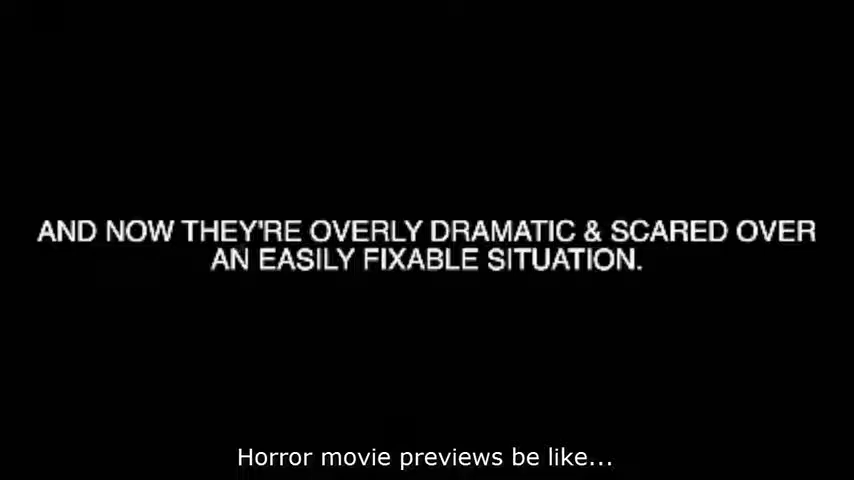 AND NOW THEY'RE OVERLY DRAMATIC & SCARED OVER
AN EASILY FIXABLE SITUATION.
Horror movie previews be like...